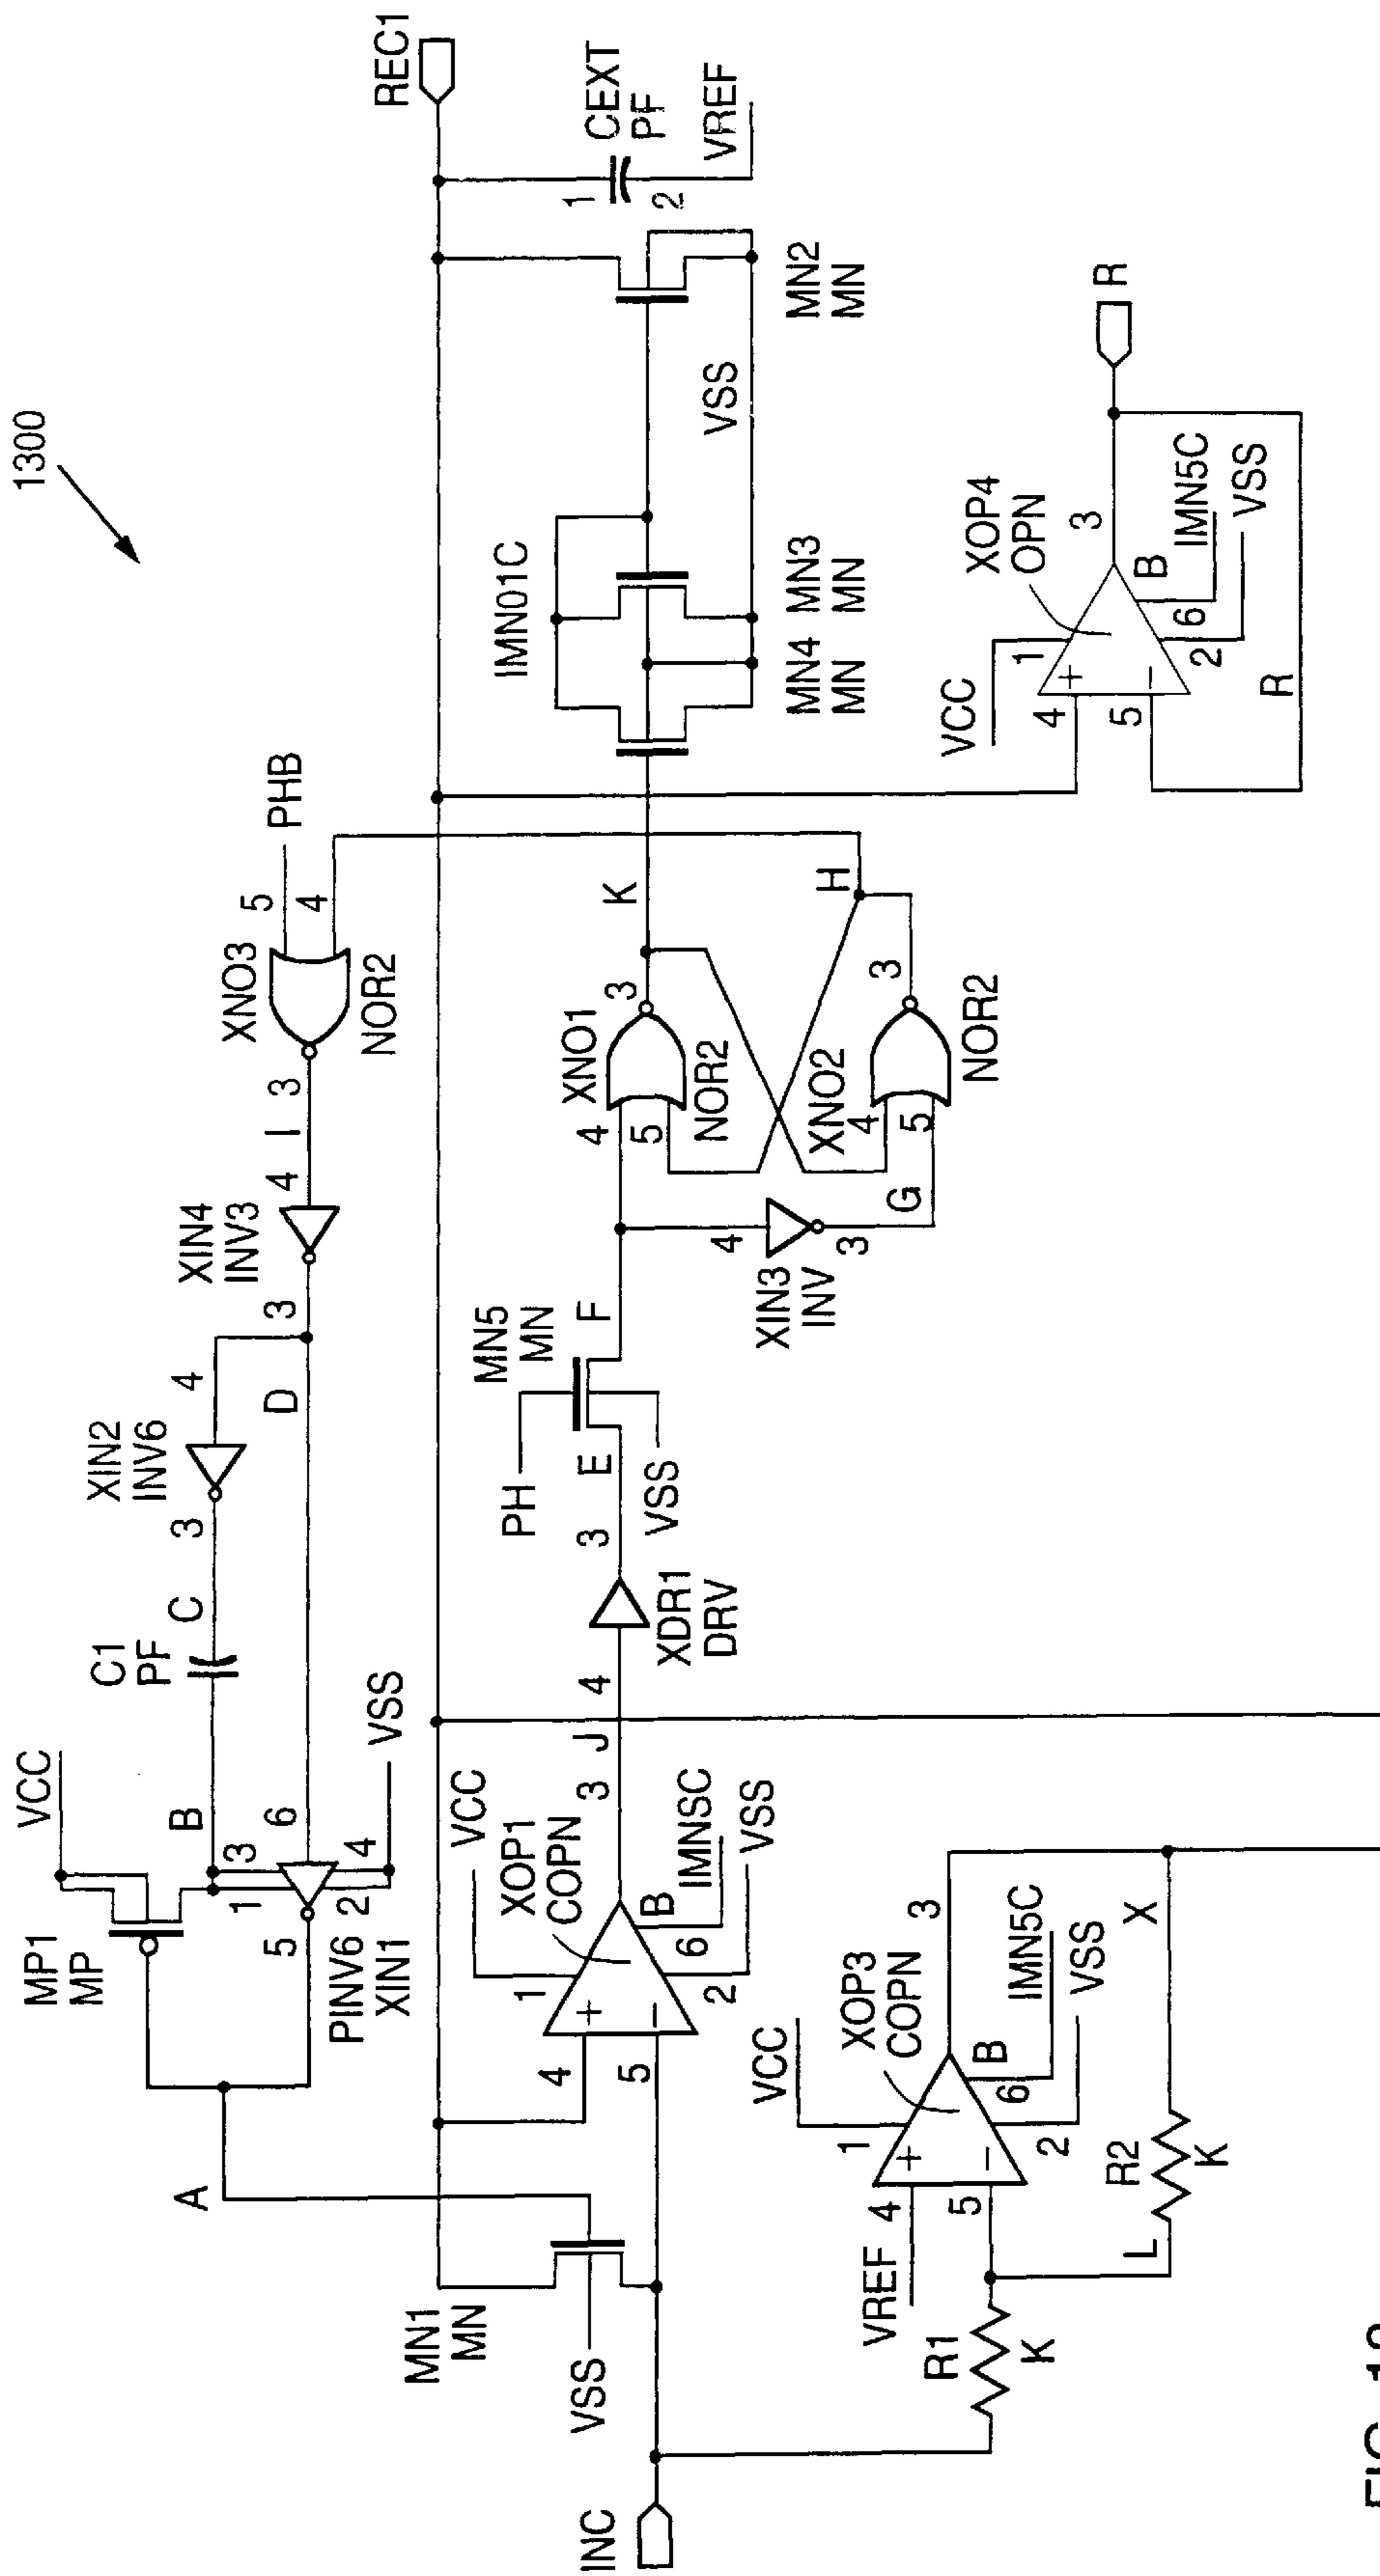 1300
REC1
CEXT
PF
1
2
VREF
MN2
MN
VSS
IMN01C
MN3
MN
MN4
MN
PHB
5
4
XNO3
NOR2
3
I
4
XIN4
INV3
3
D
4
XIN2
INV6
3
C
C1
PF
B
VCC
MP1
MP
1
3
6
5
2
4
VSS
PINV6
XIN1
A
MN1
MN
VSS
INC
VCC
XOP1
COPN
1
4
5
+
−
3
J
4
B
6
IMNSC
2
VSS
XDR1
DRV
3
E
PH
MN5
MN
VSS
F
XIN3
INV
4
3
G
XNO1
NOR2
4
5
3
K
XNO2
NOR2
4
5
3
H
VCC
XOP4
OPN
1
4
5
+
−
3
B
6
IMN5C
2
VSS
R
R
VCC
XOP3
COPN
1
VREF
4
5
+
−
3
B
6
IMN5C
2
VSS
R1
K
L
R2
K
X